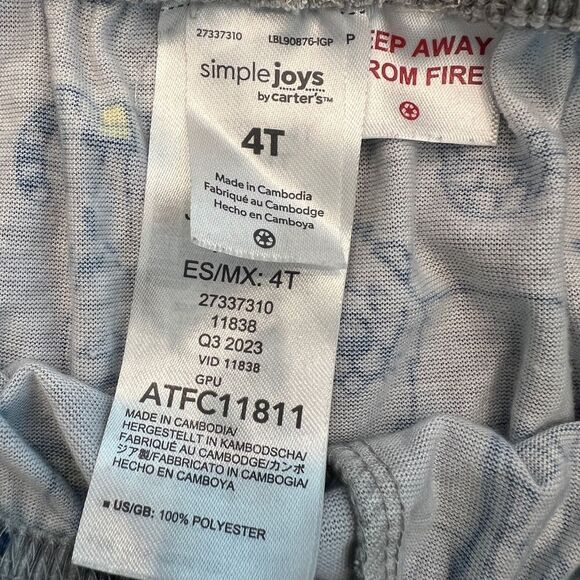 27337310 LBL90876-IGP P
simple joys
by carter's™
4T
Made in Cambodia
Fabriqué au Cambodge
Hecho en Camboya
EEP AWAY
ROM FIRE
ES/MX: 4T
27337310
11838
Q3 2023
VID 11838
GPU
ATFC11811
MADE IN CAMBODIA/
HERGESTELLT IN KAMBODSCHA/
FABRIQUÉ AU CAMBODGE/カンボ
ジア製/FABBRICATO IN CAMBOGIA/
HECHO EN CAMBOYA
US/GB: 100% POLYESTER